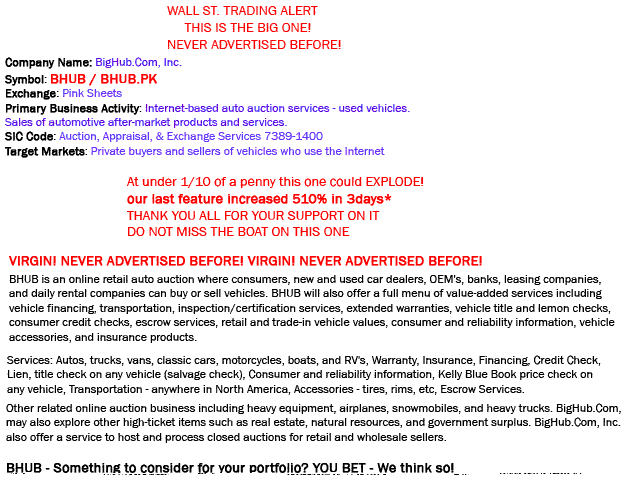 WALL ST. TRADING ALERT
THIS IS THE BIG ONE!
NEVER ADVERTISED BEFORE!
Company Name: BigHub.Com, Inc.
Symbol: BHUB / BHUB.PK
Exchange: Pink Sheets
Primary Business Activity: Internet-based auto auction services - used vehicles.
Sales of automotive after-market products and services.
SIC Code: Auction, Appraisal, & Exchange Services 7389-1400
Target Markets: Private buyers and sellers of vehicles who use the Internet
At under 1/10 of a penny this one could EXPLODE!
our last feature increased 510% in 3days*
THANK YOU ALL FOR YOUR SUPPORT ON IT
DO NOT MISS THE BOAT ON THIS ONE
VIRGIN! NEVER ADVERTISED BEFORE! VIRGIN! NEVER ADVERTISED BEFORE!
BHUB is an online retail auto auction where consumers, new and used car dealers, OEM's, banks, leasing companies,
and daily rental companies can buy or sell vehicles. BHUB will also offer a full menu of value-added services including
vehicle financing, transportation, inspection/certification services, extended warranties, vehicle title and lemon checks,
consumer credit checks, escrow services, retail and trade-in vehicle values, consumer and reliability information, vehicle
accessories, and insurance products.
Services: Autos, trucks, vans, classic cars, motorcycles, boats, and RV's, Warranty, Insurance, Financing, Credit Check,
Lien, title check on any vehicle (salvage check), Consumer and reliability information, Kelly Blue Book price check on
any vehicle, Transportation - anywhere in North America, Accessories - tires, rims, etc, Escrow Services.
Other related online auction business including heavy equipment, airplanes, snowmobiles, and heavy trucks. BigHub.Com,
may also explore other high-ticket items such as real estate, natural resources, and government surplus. BigHub.Com, Inc.
also offer a service to host and process closed auctions for retail and wholesale sellers.
BHUB - Something to consider for your portfolio? YOU BET - We think so!